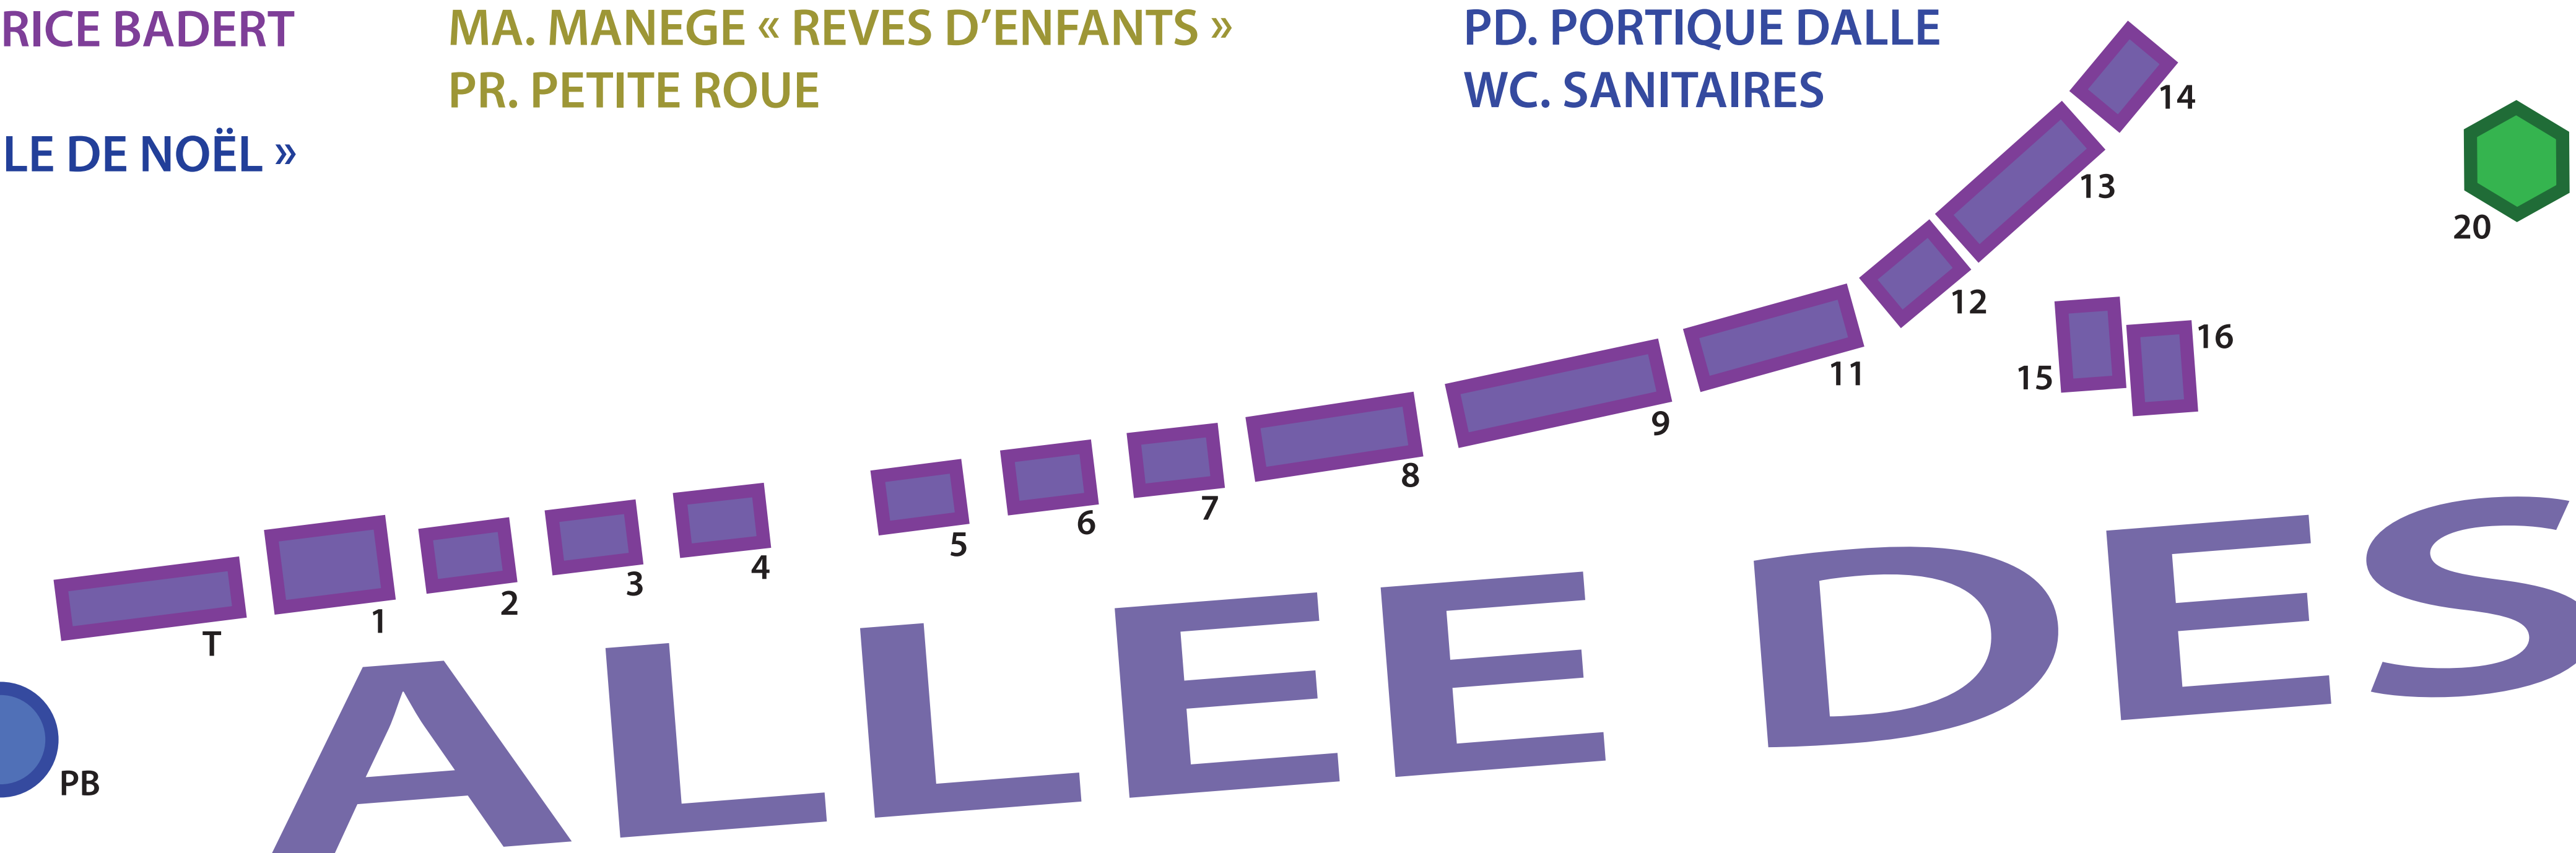 RICE BADERT
LE DE NOËL »
MA. MANEGE « REVES D’ENFANTS »
PR. PETITE ROUE
PD. PORTIQUE DALLE
WC. SANITAIRES
14
13
20
12
16
15
11
9
8
7
6
5
4
3
2
1
T
PB
ALLEE DES